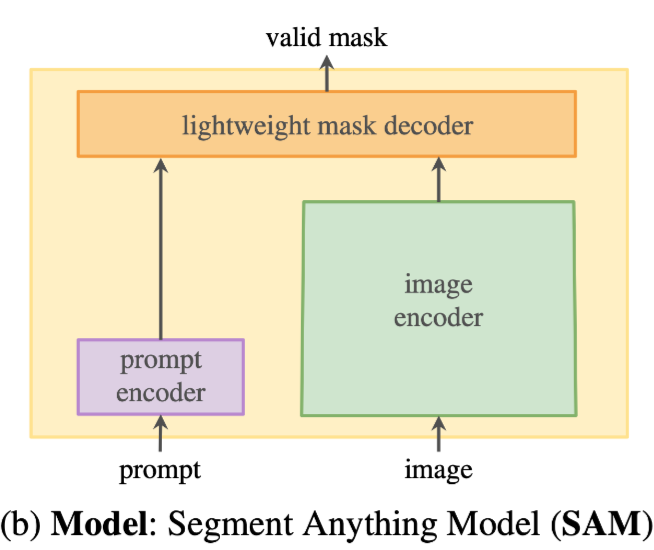 valid mask
lightweight mask decoder
image
encoder
prompt
encoder
prompt
image
(b) Model: Segment Anything Model (SAM)